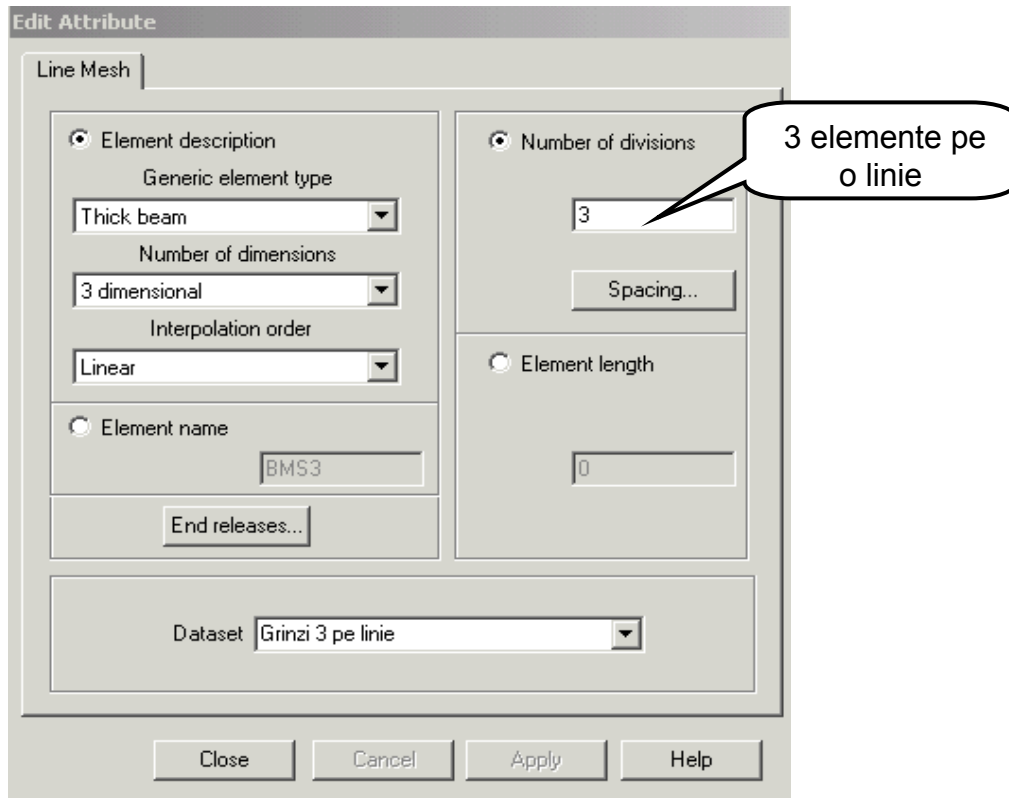 Edit Attribute
Line Mesh
Element description
Generic element type
Thick beam
Number of dimensions
3 dimensional
Interpolation order
Linear
Element name
BMS3
End releases...
Number of divisions
3
Spacing...
Element length
0
3 elemente pe
o linie
Dataset Grinzi 3 pe linie
Close Cancel Apply Help